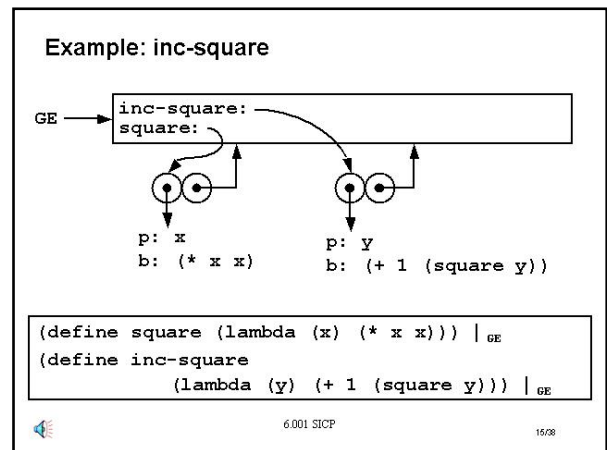 Example: inc-square
GE
inc-square:
square:
p: x
b: (* x x)
p: y
b: (+ 1 (square y))
(define square (lambda (x) (* x x))) | GE
(define inc-square
(lambda (y) (+ 1 (square y))) | GE
6.001 SICP
15/38